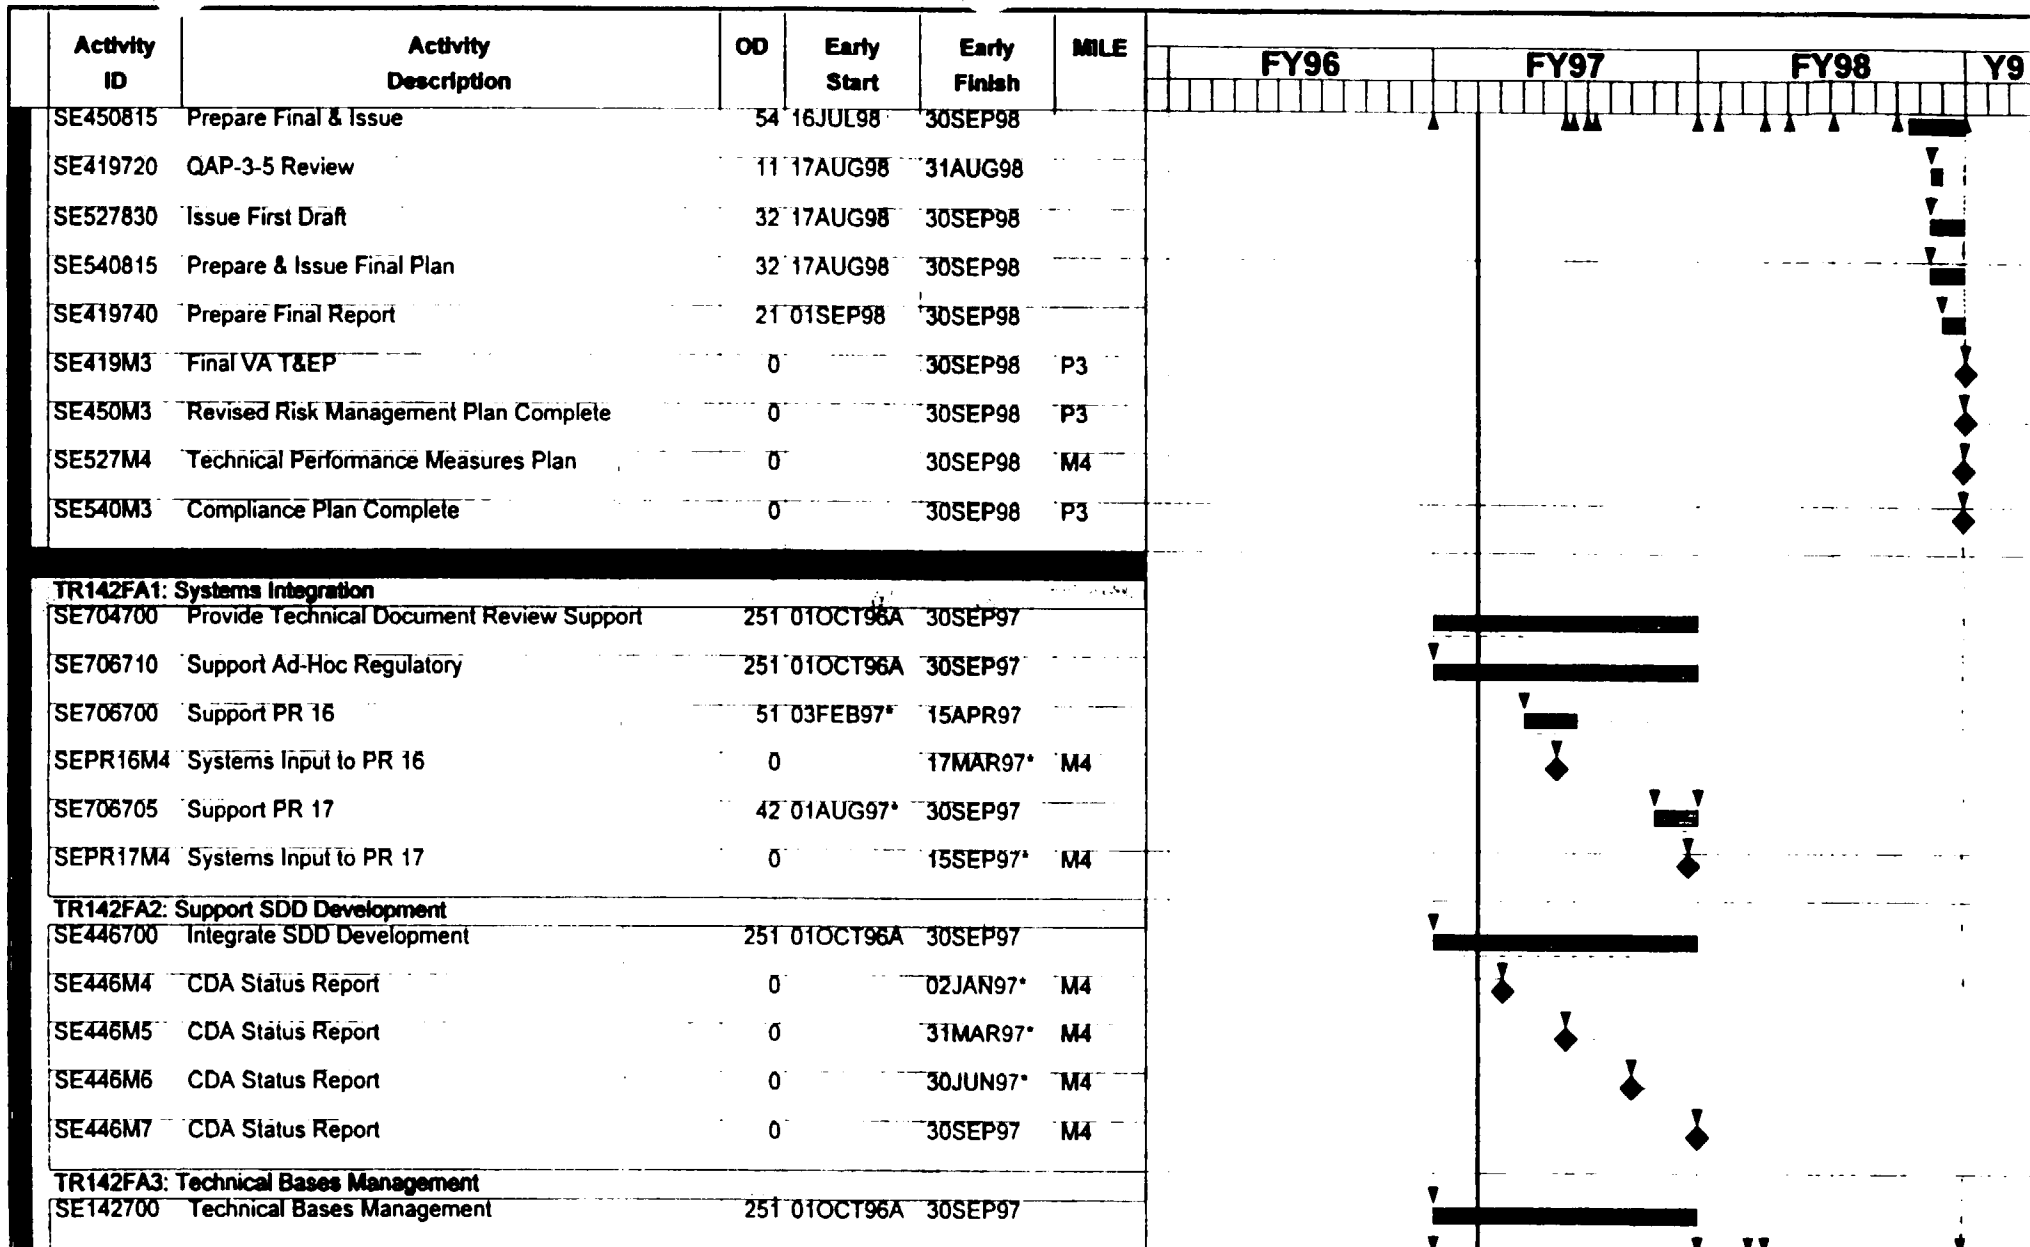 Activity ID Activity Description OD Early Start Early Finish MILE FY96 FY97 FY98 Y9
SE450815 Prepare Final & Issue 54 16JUL98 30SEP98
SE419720 QAP-3-5 Review 11 17AUG98 31AUG98
SE527830 Issue First Draft 32 17AUG98 30SEP98
SE540815 Prepare & Issue Final Plan 32 17AUG98 30SEP98
SE419740 Prepare Final Report 21 01SEP98 30SEP98
SE419M3 Final VA T&EP 0 30SEP98 P3
SE450M3 Revised Risk Management Plan Complete 0 30SEP98 P3
SE527M4 Technical Performance Measures Plan 0 30SEP98 M4
SE540M3 Compliance Plan Complete 0 30SEP98 P3
TR142FA1: Systems Integration
SE704700 Provide Technical Document Review Support 251 01OCT96A 30SEP97
SE706710 Support Ad-Hoc Regulatory 251 01OCT96A 30SEP97
SE706700 Support PR 16 51 03FEB97* 15APR97
SEPR16M4 Systems Input to PR 16 0 17MAR97* M4
SE706705 Support PR 17 42 01AUG97* 30SEP97
SEPR17M4 Systems Input to PR 17 0 15SEP97* M4
TR142FA2: Support SDD Development
SE446700 Integrate SDD Development 251 01OCT96A 30SEP97
SE446M4 CDA Status Report 0 02JAN97* M4
SE446M5 CDA Status Report 0 31MAR97* M4
SE446M6 CDA Status Report 0 30JUN97* M4
SE446M7 CDA Status Report 0 30SEP97 M4
TR142FA3: Technical Bases Management
SE142700 Technical Bases Management 251 01OCT96A 30SEP97